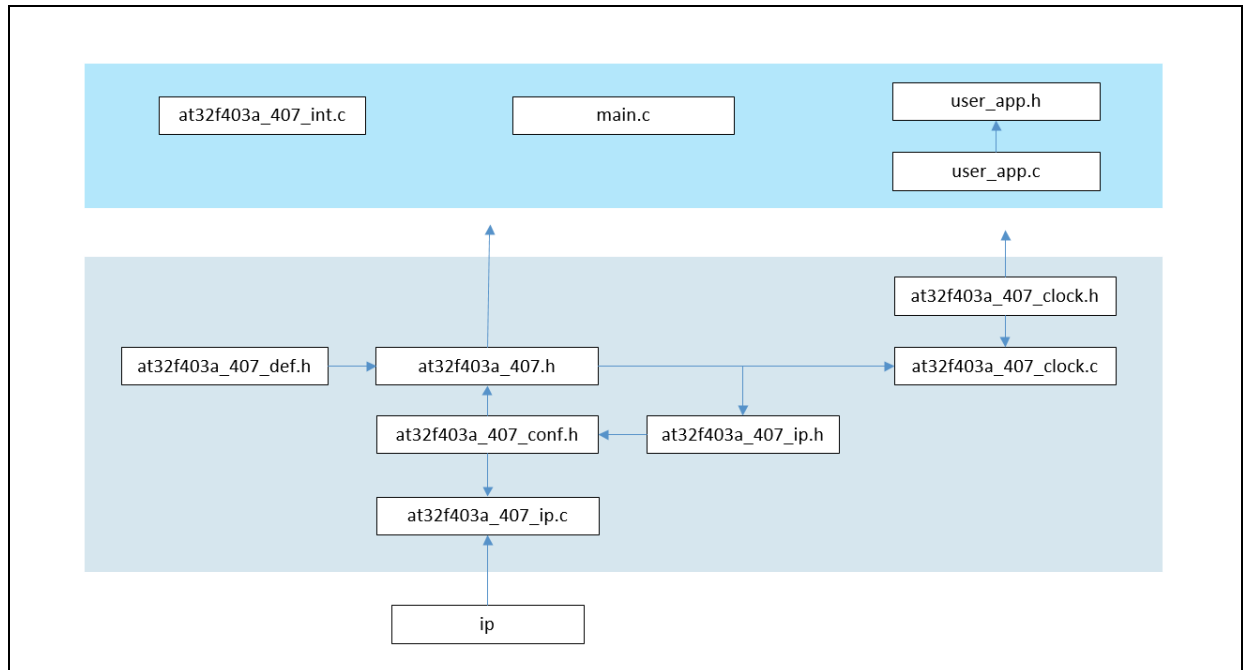 at32f403a_407_int.c
main.c
user_app.h
user_app.c
at32f403a_407_clock.h
at32f403a_407_def.h
at32f403a_407.h
at32f403a_407_clock.c
at32f403a_407_conf.h
at32f403a_407_ip.h
at32f403a_407_ip.c
ip